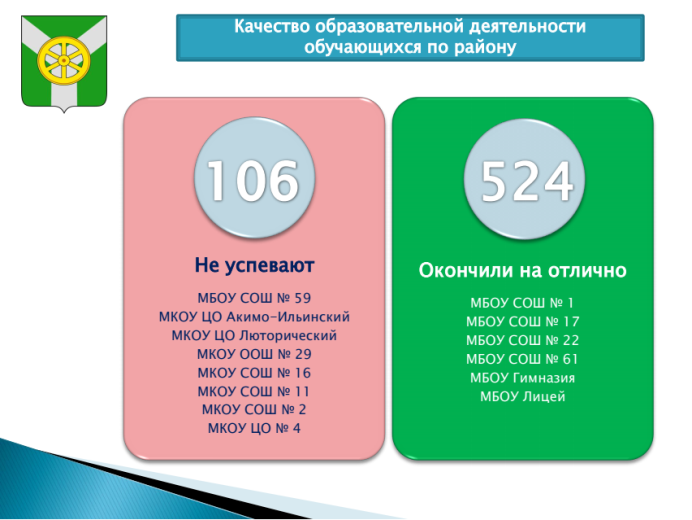 Качество образовательной деятельности
обучающихся по району
106
Не успевают
МБОУ СОШ № 59
МКОУ ЦО Акимо-Ильинский
МКОУ ЦО Люторический
МКОУ ООШ № 29
МКОУ СОШ № 16
МКОУ СОШ № 11
МКОУ СОШ № 2
МКОУ ЦО № 4
524
Окончили на отлично
МБОУ СОШ № 1
МБОУ СОШ № 17
МБОУ СОШ № 22
МБОУ СОШ № 61
МБОУ Гимназия
МБОУ Лицей